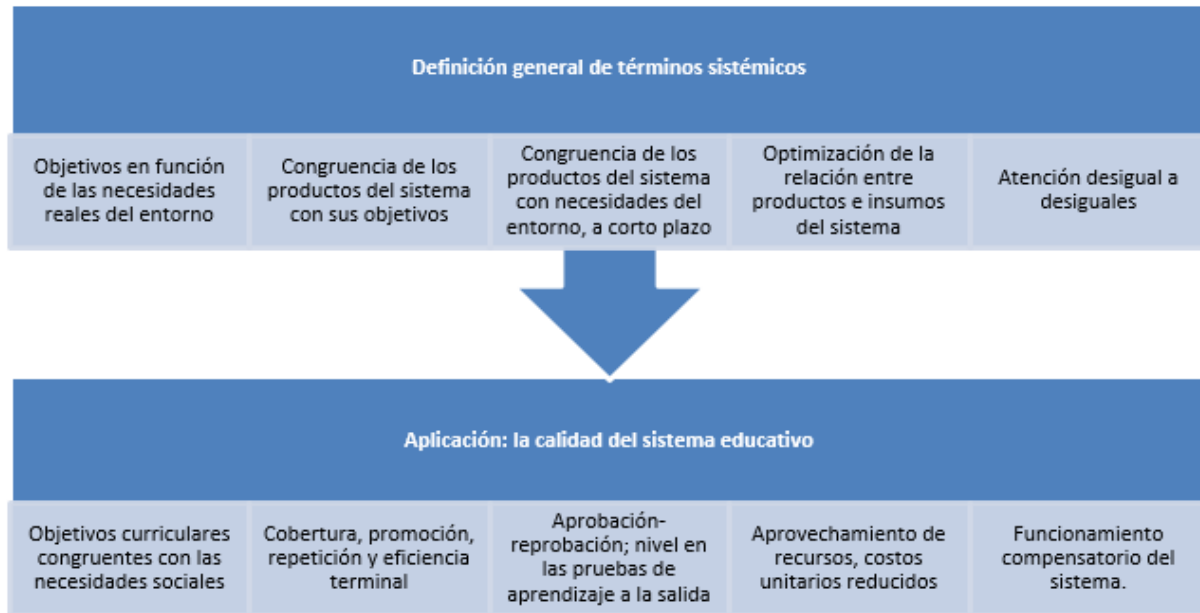 Definición general de términos sistémicos
Objetivos en función
de las necesidades
reales del entorno
Congruencia de los
productos del sistema
con sus objetivos
Congruencia de los
productos del sistema
con necesidades del
entorno, a corto plazo
Optimización de la
relación entre
productos e insumos
del sistema
Atención desigual a
desiguales
Aplicación: la calidad del sistema educativo
Objetivos curriculares
congruentes con las
necesidades sociales
Cobertura, promoción,
repetición y eficiencia
terminal
Aprobación-
reprobación; nivel en
las pruebas de
aprendizaje a la salida
Aprovechamiento de
recursos, costos
unitarios reducidos
Funcionamiento
compensatorio del
sistema.